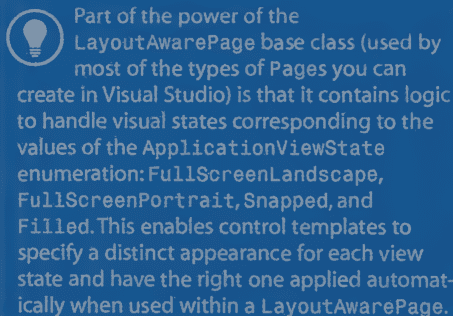 Part of the power of the
LayoutAwarePage base class (used by
most of the types of Pages you can
create in Visual Studio) is that it contains logic
to handle visual states corresponding to the
values of the ApplicationViewState
enumeration: FullScreenLandscape,
FullScreenPortrait, Snapped, and
Filled. This enables control templates to
specify a distinct appearance for each view
state and have the right one applied automat-
ically when used within a LayoutAwarePage.